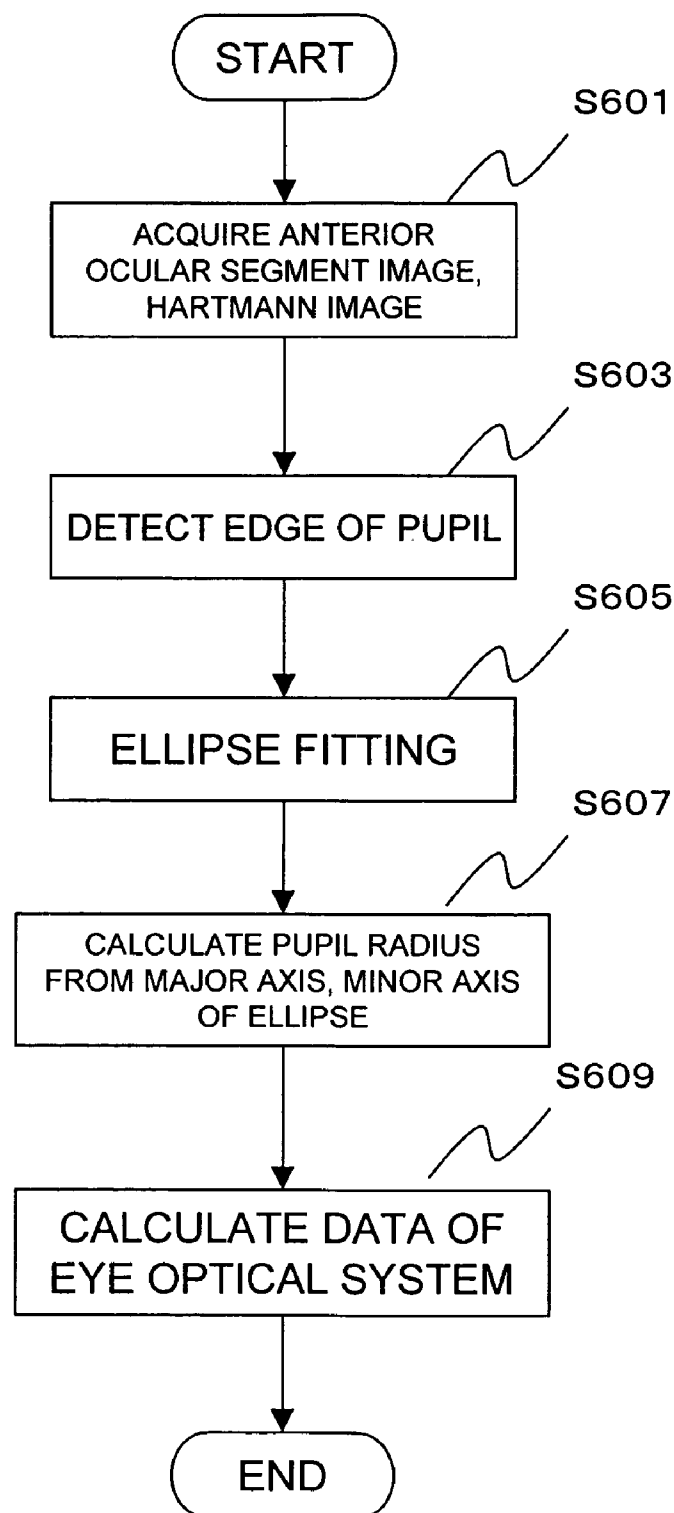 START
S601
ACQUIRE ANTERIOR
OCULAR SEGMENT IMAGE,
HARTMANN IMAGE
S603
DETECT EDGE OF PUPIL
S605
ELLIPSE FITTING
S607
CALCULATE PUPIL RADIUS
FROM MAJOR AXIS, MINOR AXIS
OF ELLIPSE
S609
CALCULATE DATA OF
EYE OPTICAL SYSTEM
END